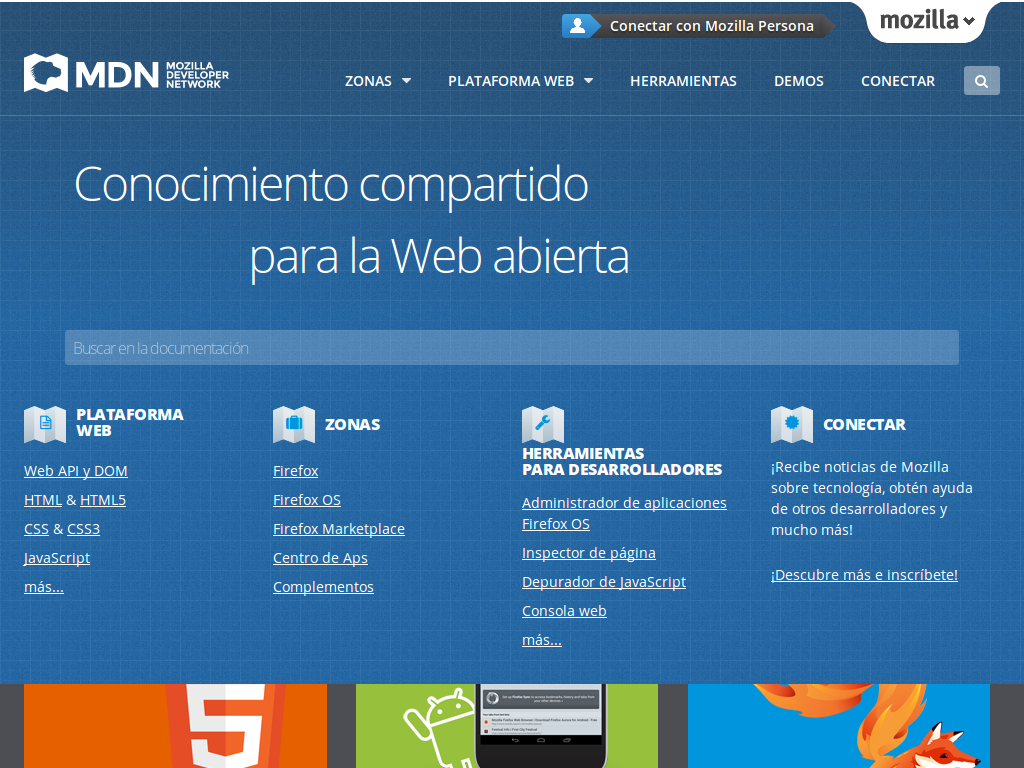 Conectar con Mozilla Persona
mozilla
MDN MOZILLA
DEVELOPER
NETWORK
ZONAS
PLATAFORMA WEB
HERRAMIENTAS
DEMOS
CONECTAR
Conocimiento compartido
para la Web abierta
Buscar en la documentación
PLATAFORMA
WEB
Web API y DOM
HTML & HTML5
CSS & CSS3
JavaScript
más...
ZONAS
Firefox
Firefox OS
Firefox Marketplace
Centro de Aps
Complementos
HERRAMIENTAS
PARA DESARROLLADORES
Administrador de aplicaciones
Firefox OS
Inspector de página
Depurador de JavaScript
Consola web
más...
CONECTAR
¡Recibe noticias de Mozilla
sobre tecnología, obtén ayuda
de otros desarrolladores y
mucho más!
¡Descubre más e inscríbete!